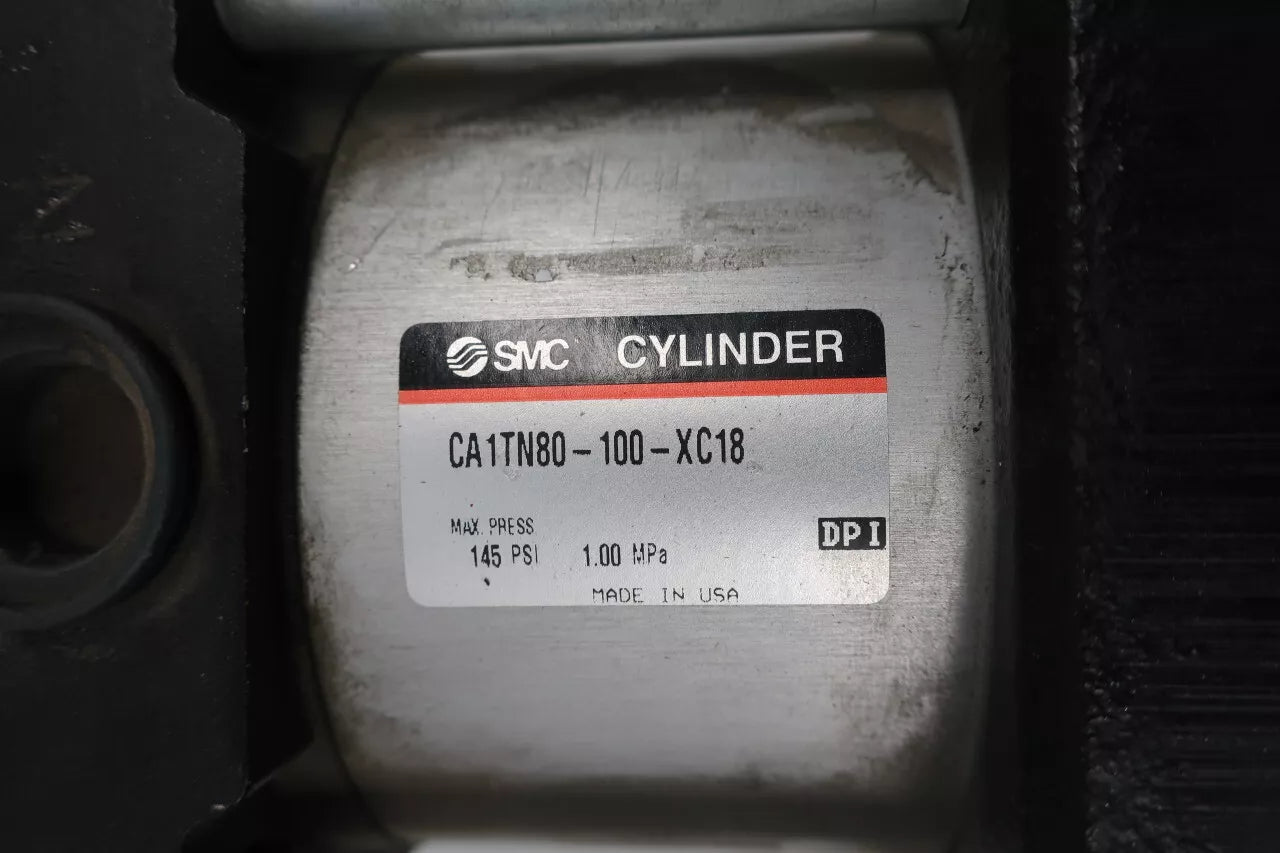 SMC CYLINDER
CA1TN80-100-XC18
MAX. PRESS
145 PSI 1.00 MPa
DPI
MADE IN USA